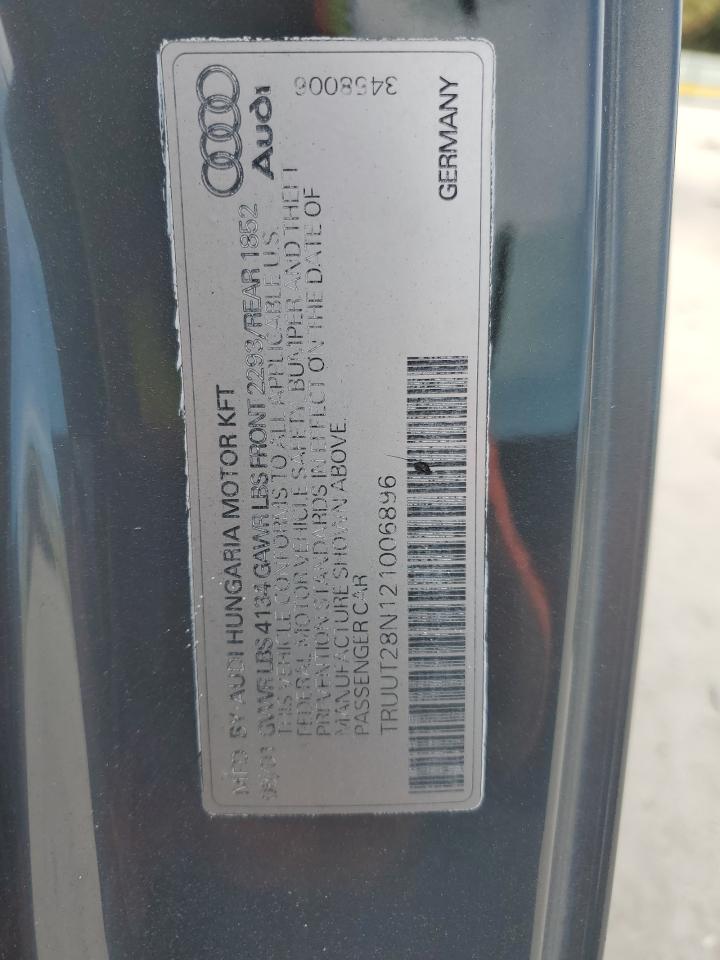 MFD BY AUDI HUNGARIA MOTOR KFT
GVWR LBS 4134 GAWR LBS FRONT 2293/REAR 1852
THIS VEHICLE CONFORMS TO ALL APPLICABLE U.S.
FEDERAL MOTOR VEHICLE SAFETY, BUMPER AND THEFT
PREVENTION STANDARDS IN EFFECT ON THE DATE OF
MANUFACTURE SHOWN ABOVE.
PASSENGER CAR
TRUUT28N121006896
Audi
3458006
GERMANY